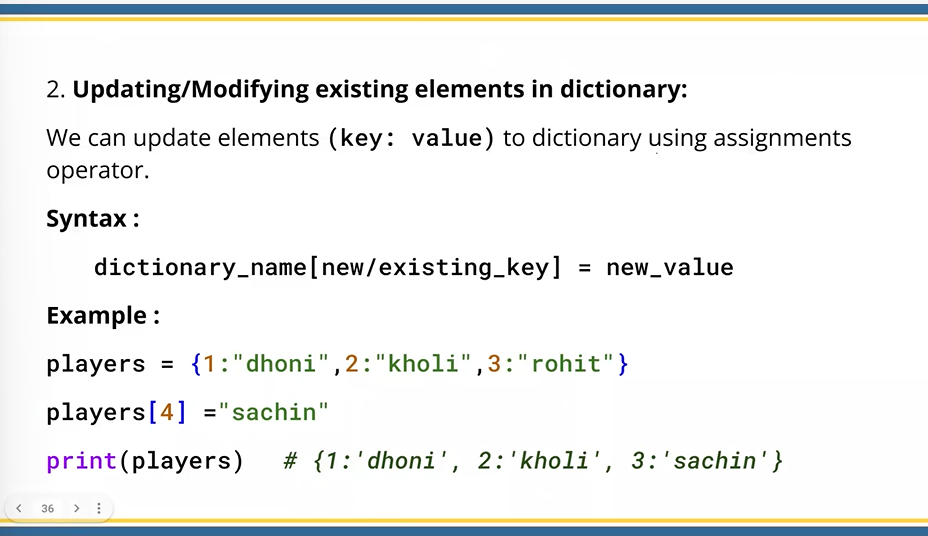 2. Updating/Modifying existing elements in dictionary:
We can update elements (key: value) to dictionary using assignments
operator.
Syntax :
dictionary_name[new/existing_key] = new_value
Example :
players = {1:"dhoni",2:"kholi",3:"rohit"}
players[4] ="sachin"
print(players) # {1:'dhoni', 2:'kholi', 3:'sachin'}
36